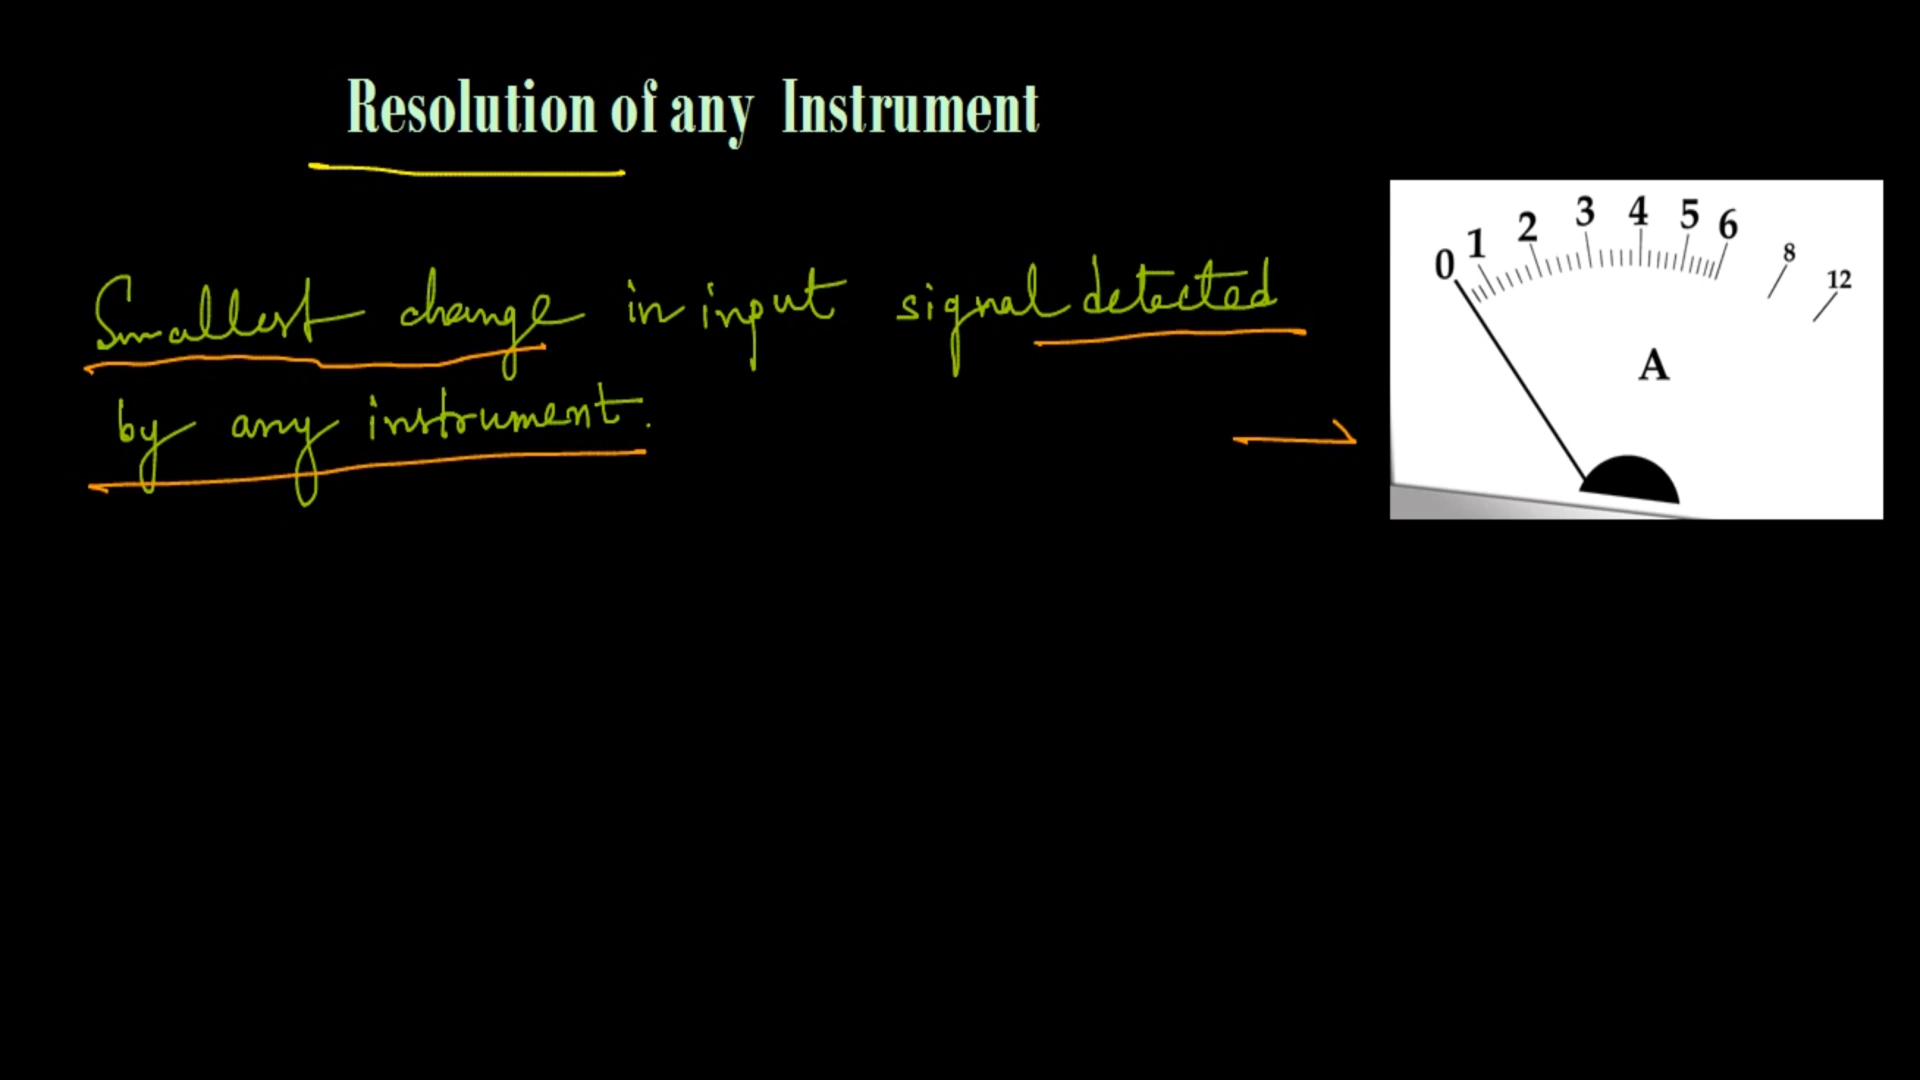 Resolution of any Instrument
Smallest change in input signal detected
by any instrument.
0 1 2 3 4 5 6 8 12
A